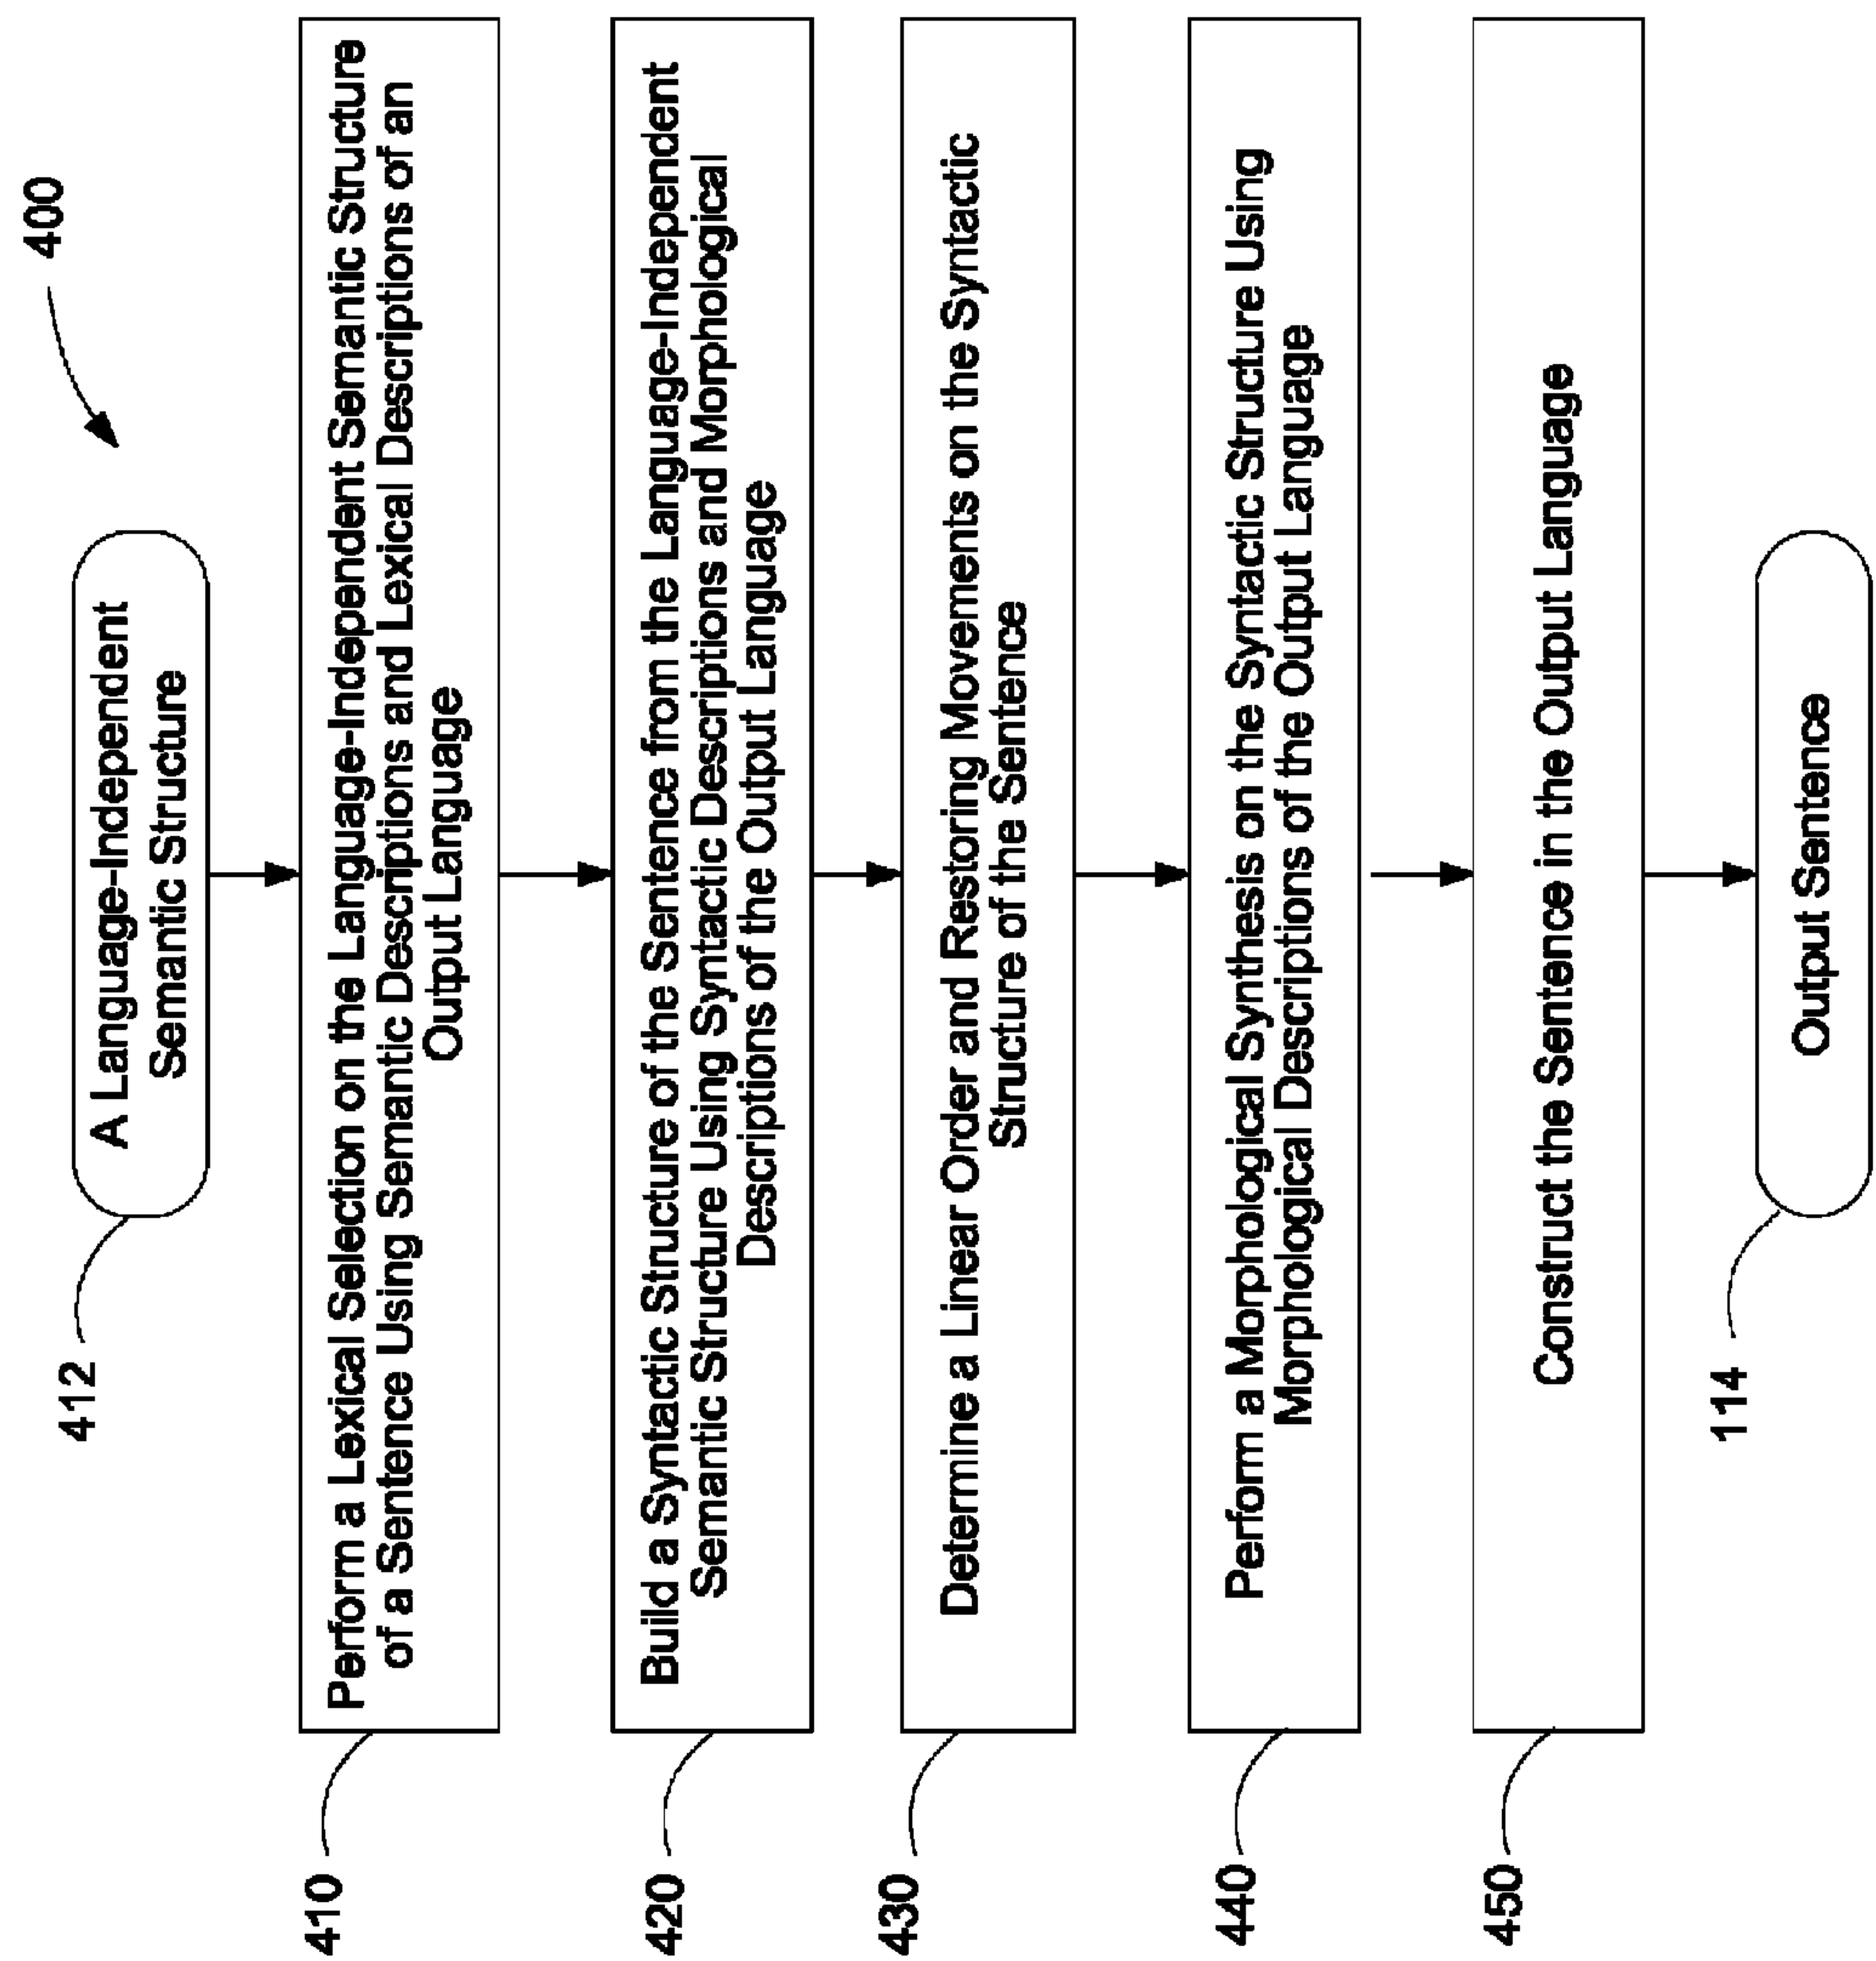 400
412
A Language-Independent
Semantic Structure
410
Perform a Lexical Selection on the Language-Independent Semantic Structure
of a Sentence Using Semantic Descriptions and Lexical Descriptions of an
Output Language
420
Build a Syntactic Structure of the Sentence from the Language-Independent
Semantic Structure Using Syntactic Descriptions and Morphological
Descriptions of the Output Language
430
Determine a Linear Order and Restoring Movements on the Syntactic
Structure of the Sentence
440
Perform a Morphological Synthesis on the Syntactic Structure Using
Morphological Descriptions of the Output Language
450
Construct the Sentence in the Output Language
114
Output Sentence